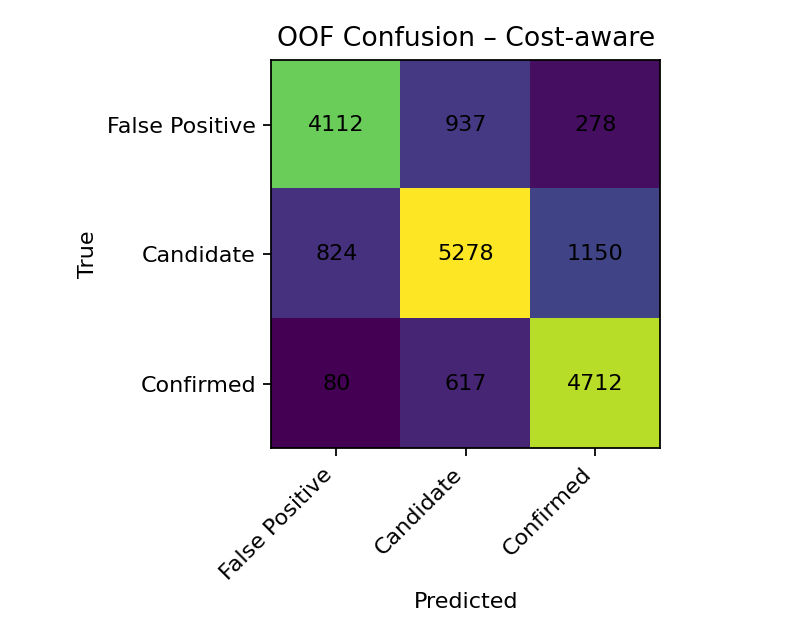 OOF Confusion – Cost-aware
False Positive 4112 937 278
Candidate 824 5278 1150
Confirmed 80 617 4712
True
False Positive Candidate Confirmed
Predicted